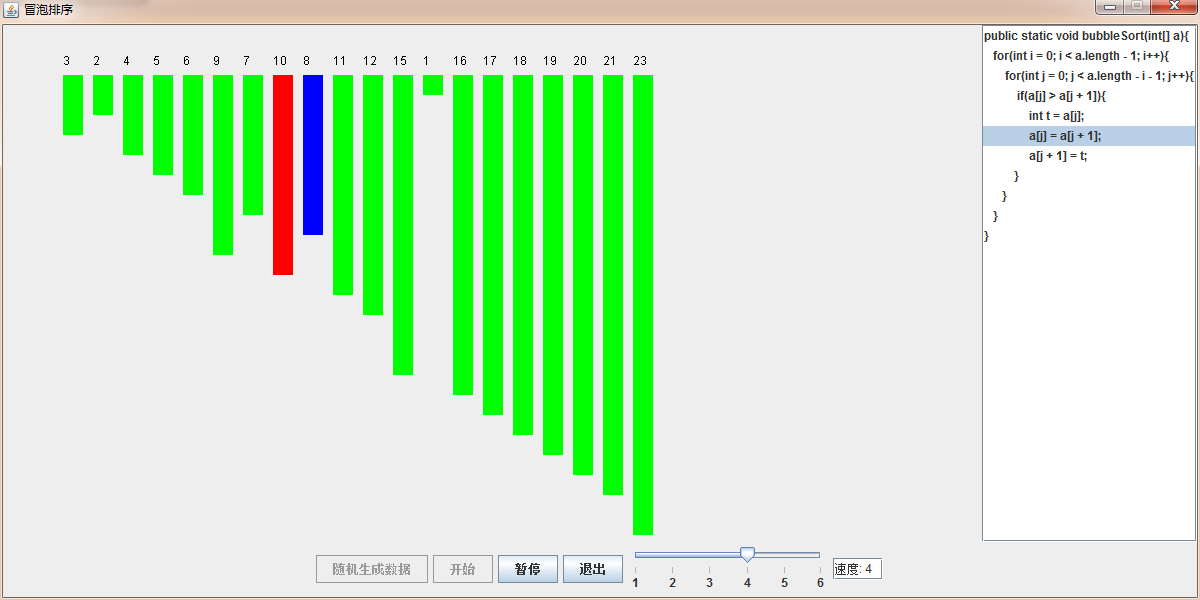 冒泡排序
3 2 4 5 6 9 7 10 8 11 12 15 1 16 17 18 19 20 21 23
public static void bubbleSort(int[] a){
for(int i = 0; i < a.length - 1; i++){
for(int j = 0; j < a.length - i - 1; j++){
if(a[j] > a[j + 1]){
int t = a[j];
a[j] = a[j + 1];
a[j + 1] = t;
}
}
}
}
随机生成数据 开始 暂停 退出
1 2 3 4 5 6
速度: 4